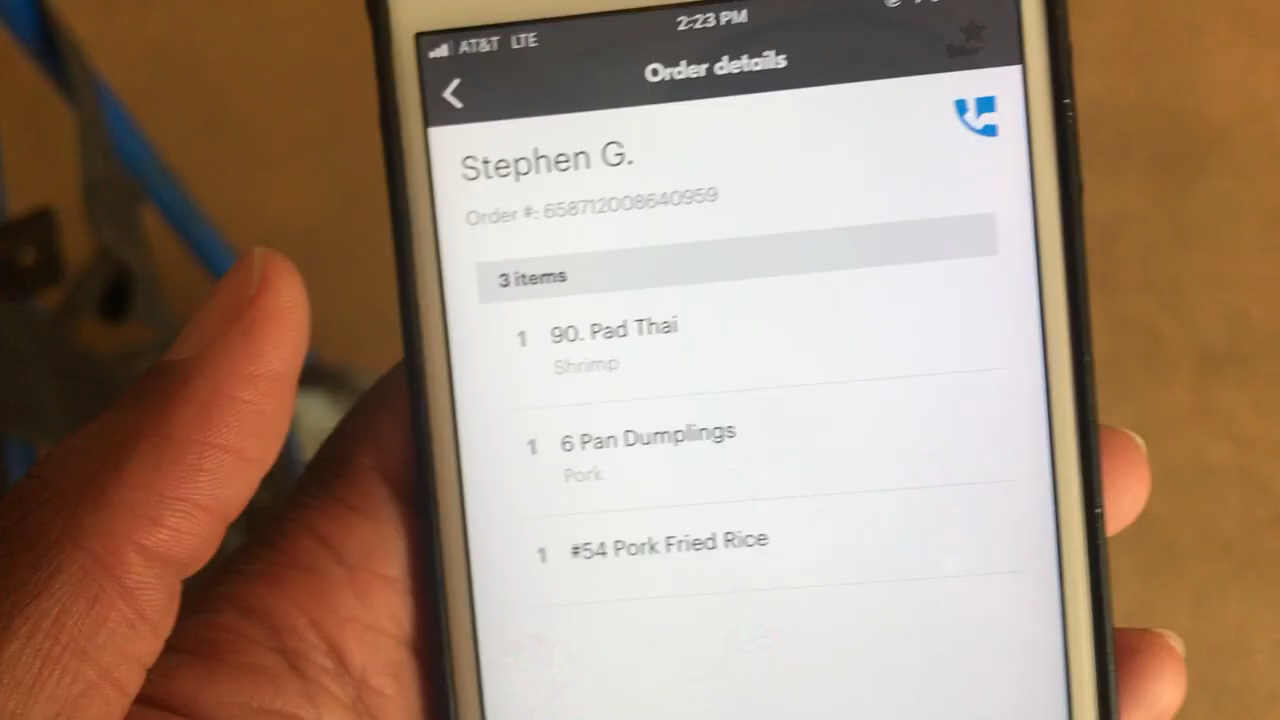 AT&T LTE 2:23 PM
Order details
Stephen G.
Order #: 658712008640959
3 items
1 90. Pad Thai
Shrimp
1 6 Pan Dumplings
Pork
1 #54 Pork Fried Rice